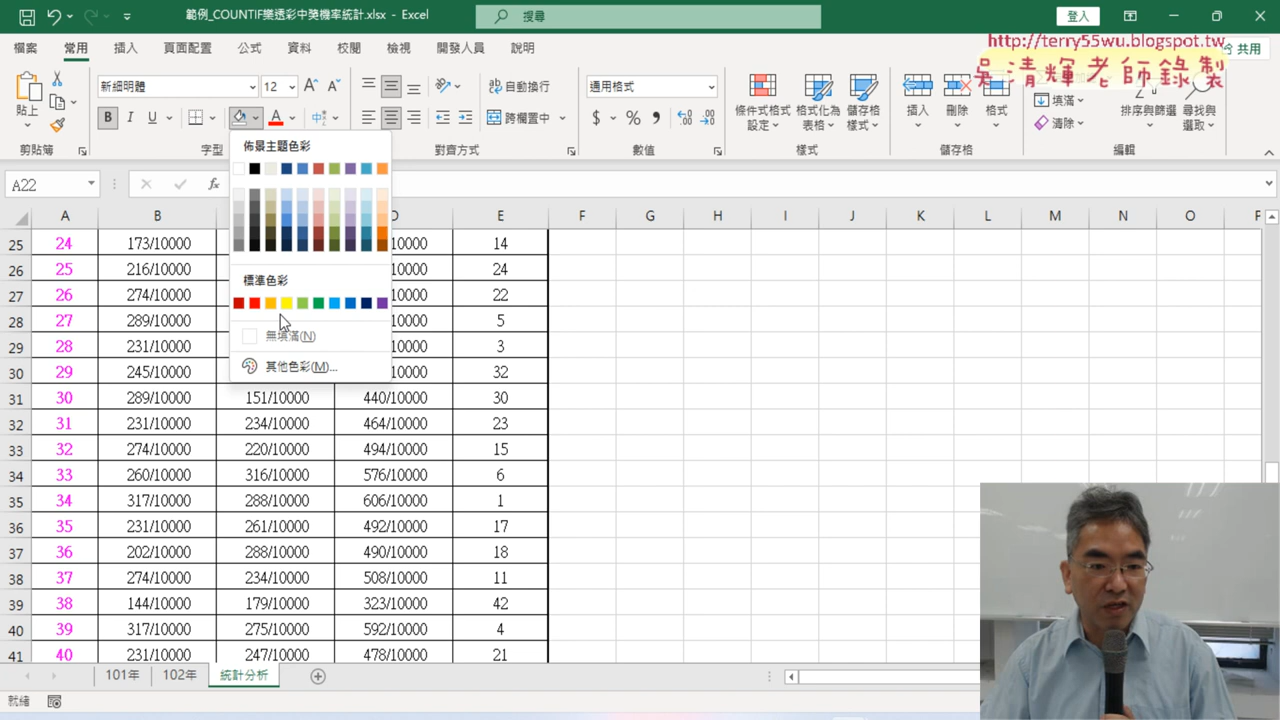 範例_COUNTIF樂透彩中獎機率統計.xlsx - Excel
搜尋
登入
檔案 常用 插入 頁面配置 公式 資料 校閱 檢視 開發人員 說明
http://terry55wu.blogspot.tw
共用
吳清輝老師錄製
新細明體 12 自動換行 通用格式
貼上 B I U 跨欄置中 $ % 條件式格式設定 格式化為表格 儲存格樣式 插入 刪除 格式 填滿 清除 排序與篩選 尋找與選取
剪貼簿 字型 對齊方式 數值 樣式 儲存格 編輯
佈景主題色彩
標準色彩
無填滿(N)
其他色彩(M)...
A22 fx
A B D E F G H I J K L M N O P
25 24 173/10000 0000 14
26 25 216/10000 0000 24
27 26 274/10000 0000 22
28 27 289/10000 0000 5
29 28 231/10000 0000 3
30 29 245/10000 0000 32
31 30 289/10000 151/10000 440/10000 30
32 31 231/10000 234/10000 464/10000 23
33 32 274/10000 220/10000 494/10000 15
34 33 260/10000 316/10000 576/10000 6
35 34 317/10000 288/10000 606/10000 1
36 35 231/10000 261/10000 492/10000 17
37 36 202/10000 288/10000 490/10000 18
38 37 274/10000 234/10000 508/10000 11
39 38 144/10000 179/10000 323/10000 42
40 39 317/10000 275/10000 592/10000 4
41 40 231/10000 247/10000 478/10000 21
101年 102年 統計分析
就緒